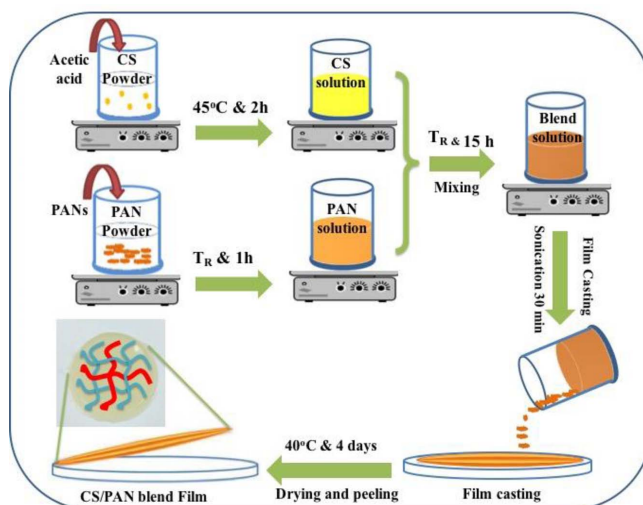 Acetic
acid
CS
Powder
45°C & 2h
CS
solution
PANs
PAN
Powder
TR & 1h
PAN
solution
TR & 15 h
Mixing
Blend
solution
Film Casting
Sonication 30 min
40°C & 4 days
Drying and peeling
CS/PAN blend Film
Film casting